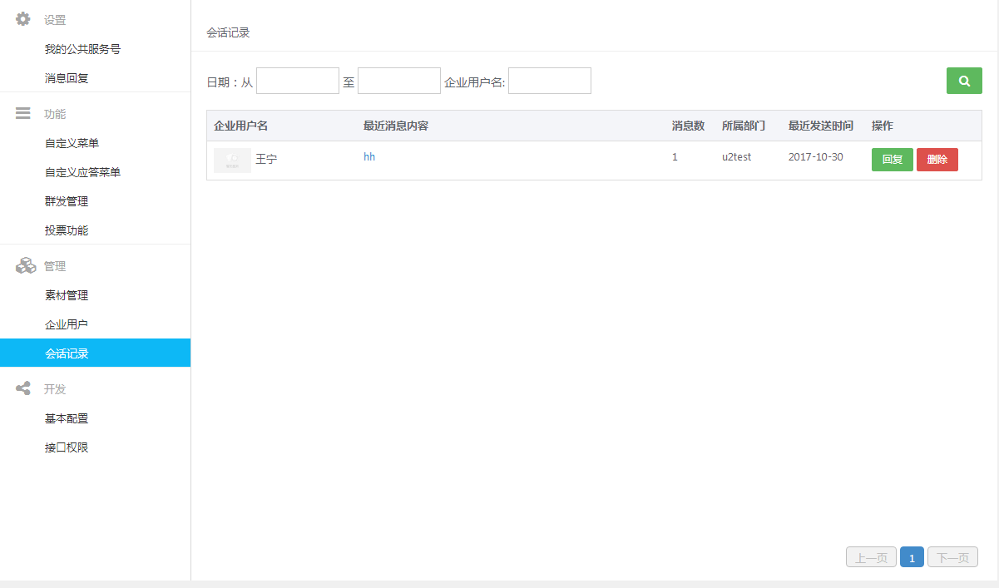 设置
我的公共服务号
消息回复
功能
自定义菜单
自定义应答菜单
群发管理
投票功能
管理
素材管理
企业用户
会话记录
开发
基本配置
接口权限
会话记录
日期：从 至 企业用户名:
企业用户名 最近消息内容 消息数 所属部门 最近发送时间 操作
王宁 hh 1 u2test 2017-10-30 回复 删除
上一页 1 下一页